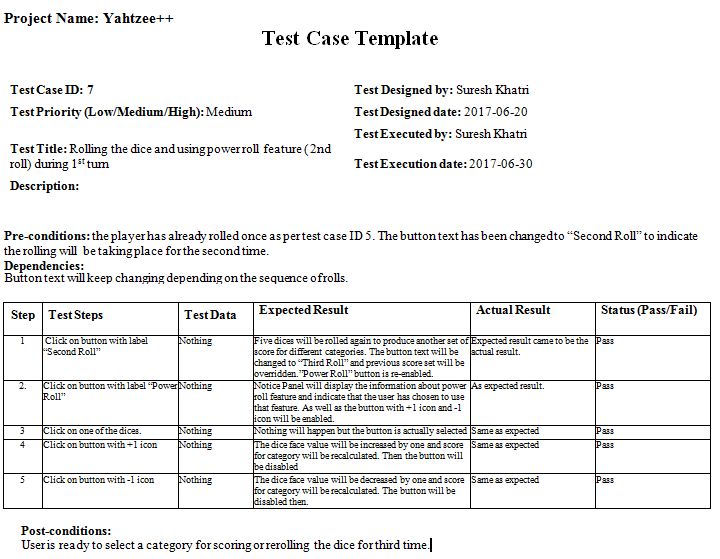 Project Name: Yahtzee++
Test Case Template
Test Case ID: 7
Test Designed by: Suresh Khatri
Test Priority (Low/Medium/High): Medium
Test Designed date: 2017-06-20
Test Executed by: Suresh Khatri
Test Title: Rolling the dice and using power roll feature ( 2nd
roll) during 1st turn
Test Execution date: 2017-06-30
Description:
Pre-conditions: the player has already rolled once as per test case ID 5. The button text has been changed to “Second Roll” to indicate
the rolling will be taking place for the second time.
Dependencies:
Button text will keep changing depending on the sequence of rolls.
Step Test Steps Test Data Expected Result Actual Result Status (Pass/Fail)
1 Click on button with label
“Second Roll”
Nothing
Five dices will be rolled again to produce another set of
score for different categories. The button text will be
changed to “Third Roll” and previous score set will be
overridden.”Power Roll” button is re-enabled.
Expected result came to be the
actual result.
Pass
2. Click on button with label “Power
Roll”
Nothing
Notice Panel will display the information about power
roll feature and indicate that the user has chosen to use
that feature. As well as the button with +1 icon and -1
icon will be enabled.
As expected result.
Pass
3 Click on one of the dices. Nothing Nothing will happen but the button is actually selected Same as expected Pass
4 Click on button with +1 icon Nothing
The dice face value will be increased by one and score
for category will be recalculated. Then the button will
be disabled
Same as expected Pass
5 Click on button with -1 icon Nothing
The dice face value will be decreased by one and score
for category will be recalculated. The button will be
disabled then.
Same as expected Pass
Post-conditions:
User is ready to select a category for scoring or rerolling the dice for third time.